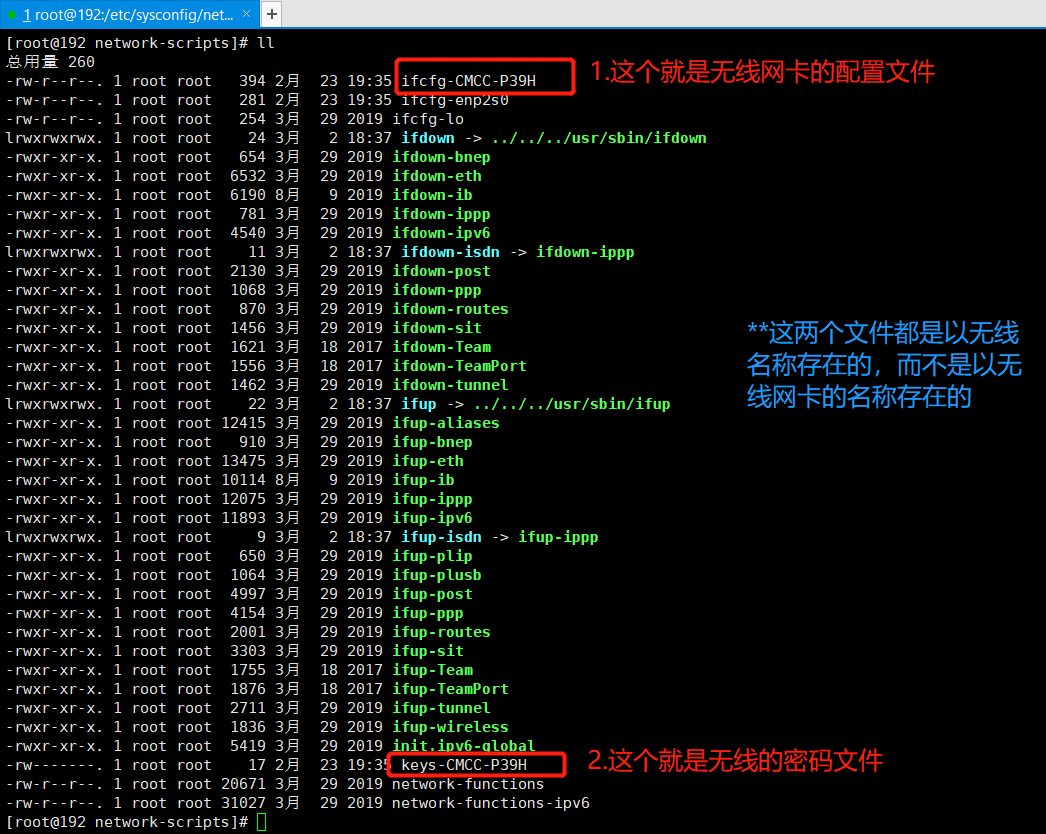 1 root@192:/etc/sysconfig/net... × +
[root@192 network-scripts]# ll
总用量 260
-rw-r--r--. 1 root root   394 2月  23 19:35 ifcfg-CMCC-P39H
1.这个就是无线网卡的配置文件
-rw-r--r--. 1 root root   281 2月  23 19:35 ifcfg-enp2s0
-rw-r--r--. 1 root root   254 3月  29 2019 ifcfg-lo
lrwxrwxrwx. 1 root root    24 3月   2 18:37 ifdown -> ../../../usr/sbin/ifdown
-rwxr-xr-x. 1 root root   654 3月  29 2019 ifdown-bnep
-rwxr-xr-x. 1 root root  6532 3月  29 2019 ifdown-eth
-rwxr-xr-x. 1 root root  6190 8月   9 2019 ifdown-ib
-rwxr-xr-x. 1 root root   781 3月  29 2019 ifdown-ippp
-rwxr-xr-x. 1 root root  4540 3月  29 2019 ifdown-ipv6
lrwxrwxrwx. 1 root root    11 3月   2 18:37 ifdown-isdn -> ifdown-ippp
-rwxr-xr-x. 1 root root  2130 3月  29 2019 ifdown-post
-rwxr-xr-x. 1 root root  1068 3月  29 2019 ifdown-ppp
-rwxr-xr-x. 1 root root   870 3月  29 2019 ifdown-routes
-rwxr-xr-x. 1 root root  1456 3月  29 2019 ifdown-sit
-rwxr-xr-x. 1 root root  1621 3月  18 2017 ifdown-Team
-rwxr-xr-x. 1 root root  1556 3月  18 2017 ifdown-TeamPort
-rwxr-xr-x. 1 root root  1462 3月  29 2019 ifdown-tunnel
**这两个文件都是以无线
名称存在的，而不是以无
线网卡的名称存在的
lrwxrwxrwx. 1 root root    22 3月   2 18:37 ifup -> ../../../usr/sbin/ifup
-rwxr-xr-x. 1 root root 12415 3月  29 2019 ifup-aliases
-rwxr-xr-x. 1 root root   910 3月  29 2019 ifup-bnep
-rwxr-xr-x. 1 root root 13475 3月  29 2019 ifup-eth
-rwxr-xr-x. 1 root root 10114 8月   9 2019 ifup-ib
-rwxr-xr-x. 1 root root 12075 3月  29 2019 ifup-ippp
-rwxr-xr-x. 1 root root 11893 3月  29 2019 ifup-ipv6
lrwxrwxrwx. 1 root root     9 3月   2 18:37 ifup-isdn -> ifup-ippp
-rwxr-xr-x. 1 root root   650 3月  29 2019 ifup-plip
-rwxr-xr-x. 1 root root  1064 3月  29 2019 ifup-plusb
-rwxr-xr-x. 1 root root  4997 3月  29 2019 ifup-post
-rwxr-xr-x. 1 root root  4154 3月  29 2019 ifup-ppp
-rwxr-xr-x. 1 root root  2001 3月  29 2019 ifup-routes
-rwxr-xr-x. 1 root root  3303 3月  29 2019 ifup-sit
-rwxr-xr-x. 1 root root  1755 3月  18 2017 ifup-Team
-rwxr-xr-x. 1 root root  1876 3月  18 2017 ifup-TeamPort
-rwxr-xr-x. 1 root root  2711 3月  29 2019 ifup-tunnel
-rwxr-xr-x. 1 root root  1836 3月  29 2019 ifup-wireless
-rwxr-xr-x. 1 root root  5419 3月  29 2019 init.ipv6-global
-rw-------. 1 root root    17 2月  23 19:35 keys-CMCC-P39H
2.这个就是无线的密码文件
-rwxr-xr-x. 1 root root 20671 3月  29 2019 network-functions
-rwxr-xr-x. 1 root root 31027 3月  29 2019 network-functions-ipv6
[root@192 network-scripts]#